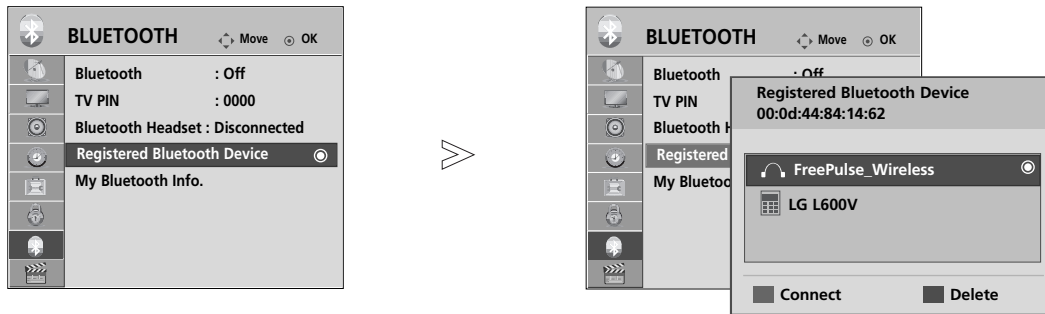 BLUETOOTH Move OK
Bluetooth : Off
TV PIN : 0000
Bluetooth Headset : Disconnected
Registered Bluetooth Device
My Bluetooth Info.
BLUETOOTH Move OK
Bluetooth : Off
TV PIN
Bluetooth H
Registered
My Bluetoo
Registered Bluetooth Device
00:0d:44:84:14:62
FreePulse_Wireless
LG L600V
Connect Delete